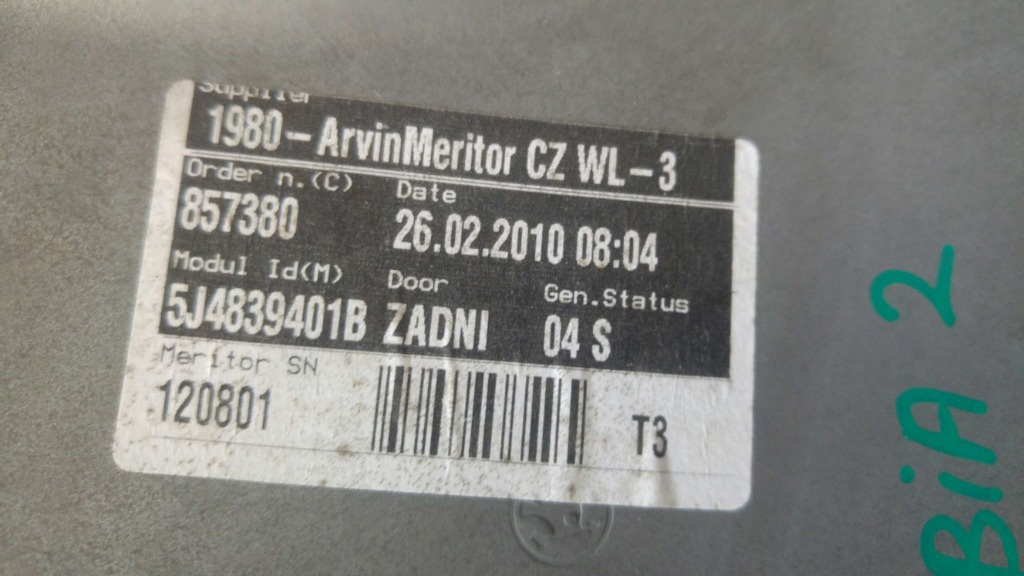 Supplier
1980-ArvinMeritor CZ WL-3
Order n.(C) Date
857380 26.02.2010 08:04
Modul Id(M) Door Gen.Status
5J4839401B ZADNI 04 S
Meritor SN
120801 T3
BiA 2